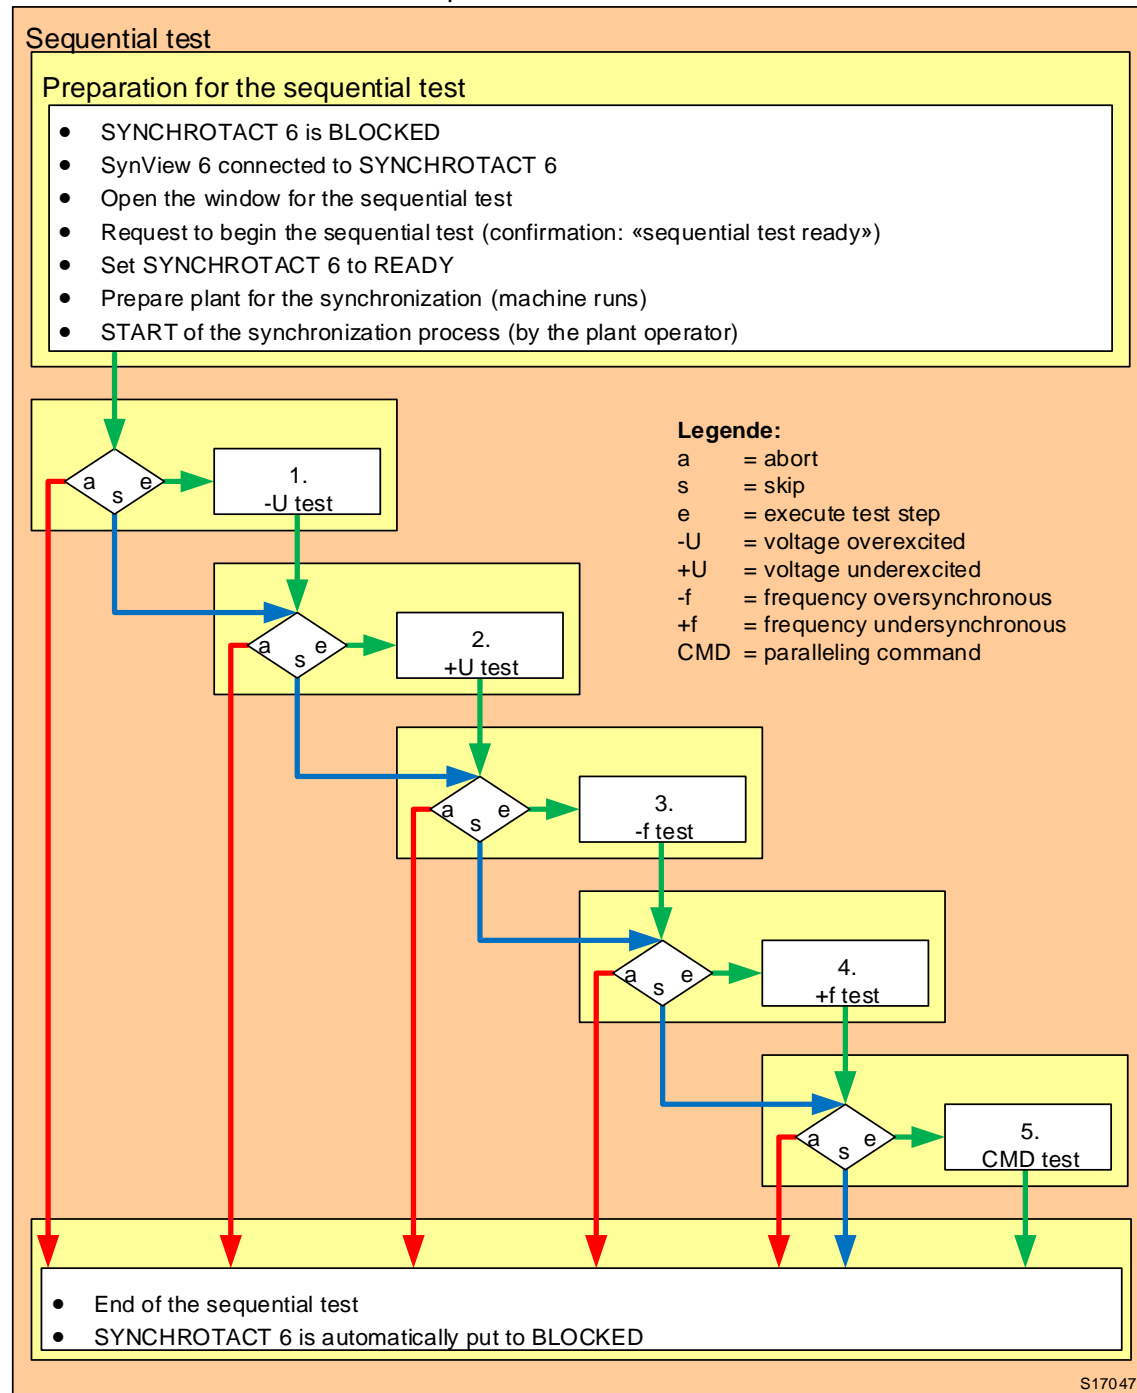 Sequential test
Preparation for the sequential test
• SYNCHROTACT 6 is BLOCKED
• SynView 6 connected to SYNCHROTACT 6
• Open the window for the sequential test
• Request to begin the sequential test (confirmation: «sequential test ready»)
• Set SYNCHROTACT 6 to READY
• Prepare plant for the synchronization (machine runs)
• START of the synchronization process (by the plant operator)
a s e
1.
-U test
Legende:
a = abort
s = skip
e = execute test step
-U = voltage overexcited
+U = voltage underexcited
-f = frequency oversynchronous
+f = frequency undersynchronous
CMD = paralleling command
a s e
2.
+U test
a s e
3.
-f test
a s e
4.
+f test
a s e
5.
CMD test
• End of the sequential test
• SYNCHROTACT 6 is automatically put to BLOCKED
S17047